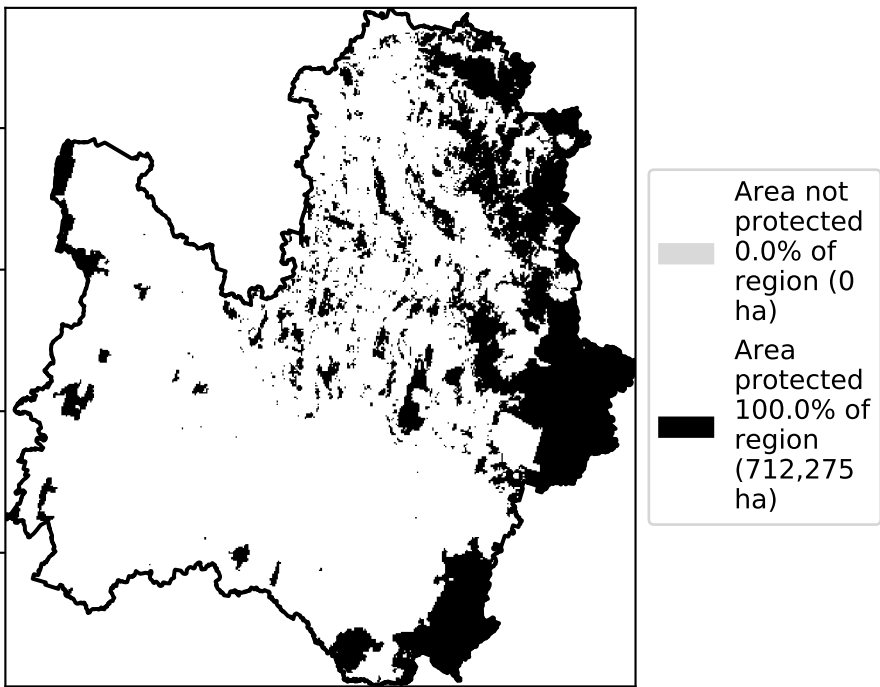 Area not
protected
0.0% of
region (0
ha)
Area
protected
100.0% of
region
(712,275
ha)